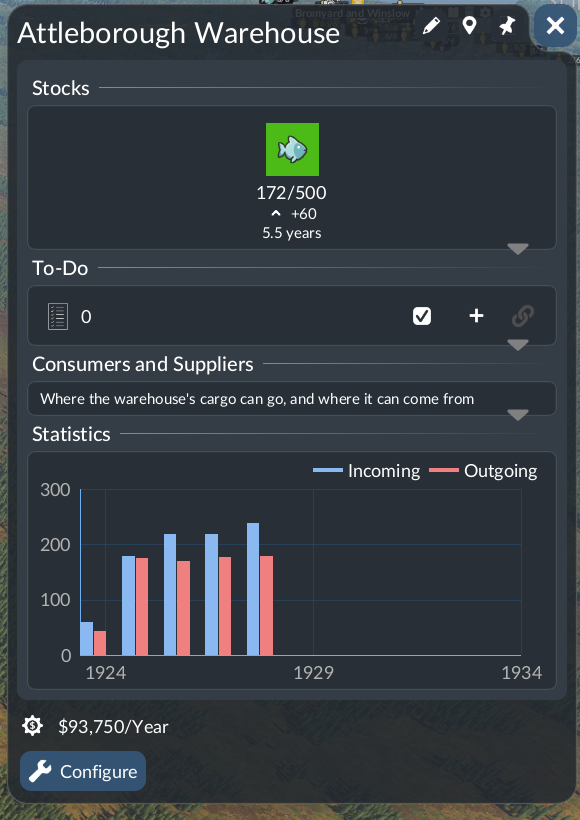 Bromyard and Winslow
Attleborough Warehouse
Stocks
172/500
+60
5.5 years
To-Do
0
Consumers and Suppliers
Where the warehouse's cargo can go, and where it can come from
Statistics
Incoming Outgoing
300
200
100
0
1924 1929 1934
$93,750/Year
Configure